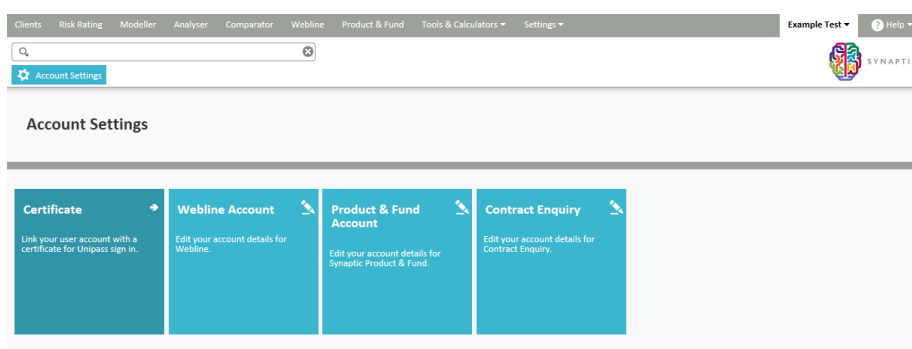 Clients Risk Rating Modeller Analyser Comparator Webline Product & Fund Tools & Calculators Settings Example Test Help
SYNAPTI
Account Settings
Account Settings
Certificate
Link your user account with a
certificate for Unipass sign in.
Webline Account
Edit your account details for
Webline.
Product & Fund
Account
Edit your account details for
Synaptic Product & Fund.
Contract Enquiry
Edit your account details for
Contract Enquiry.